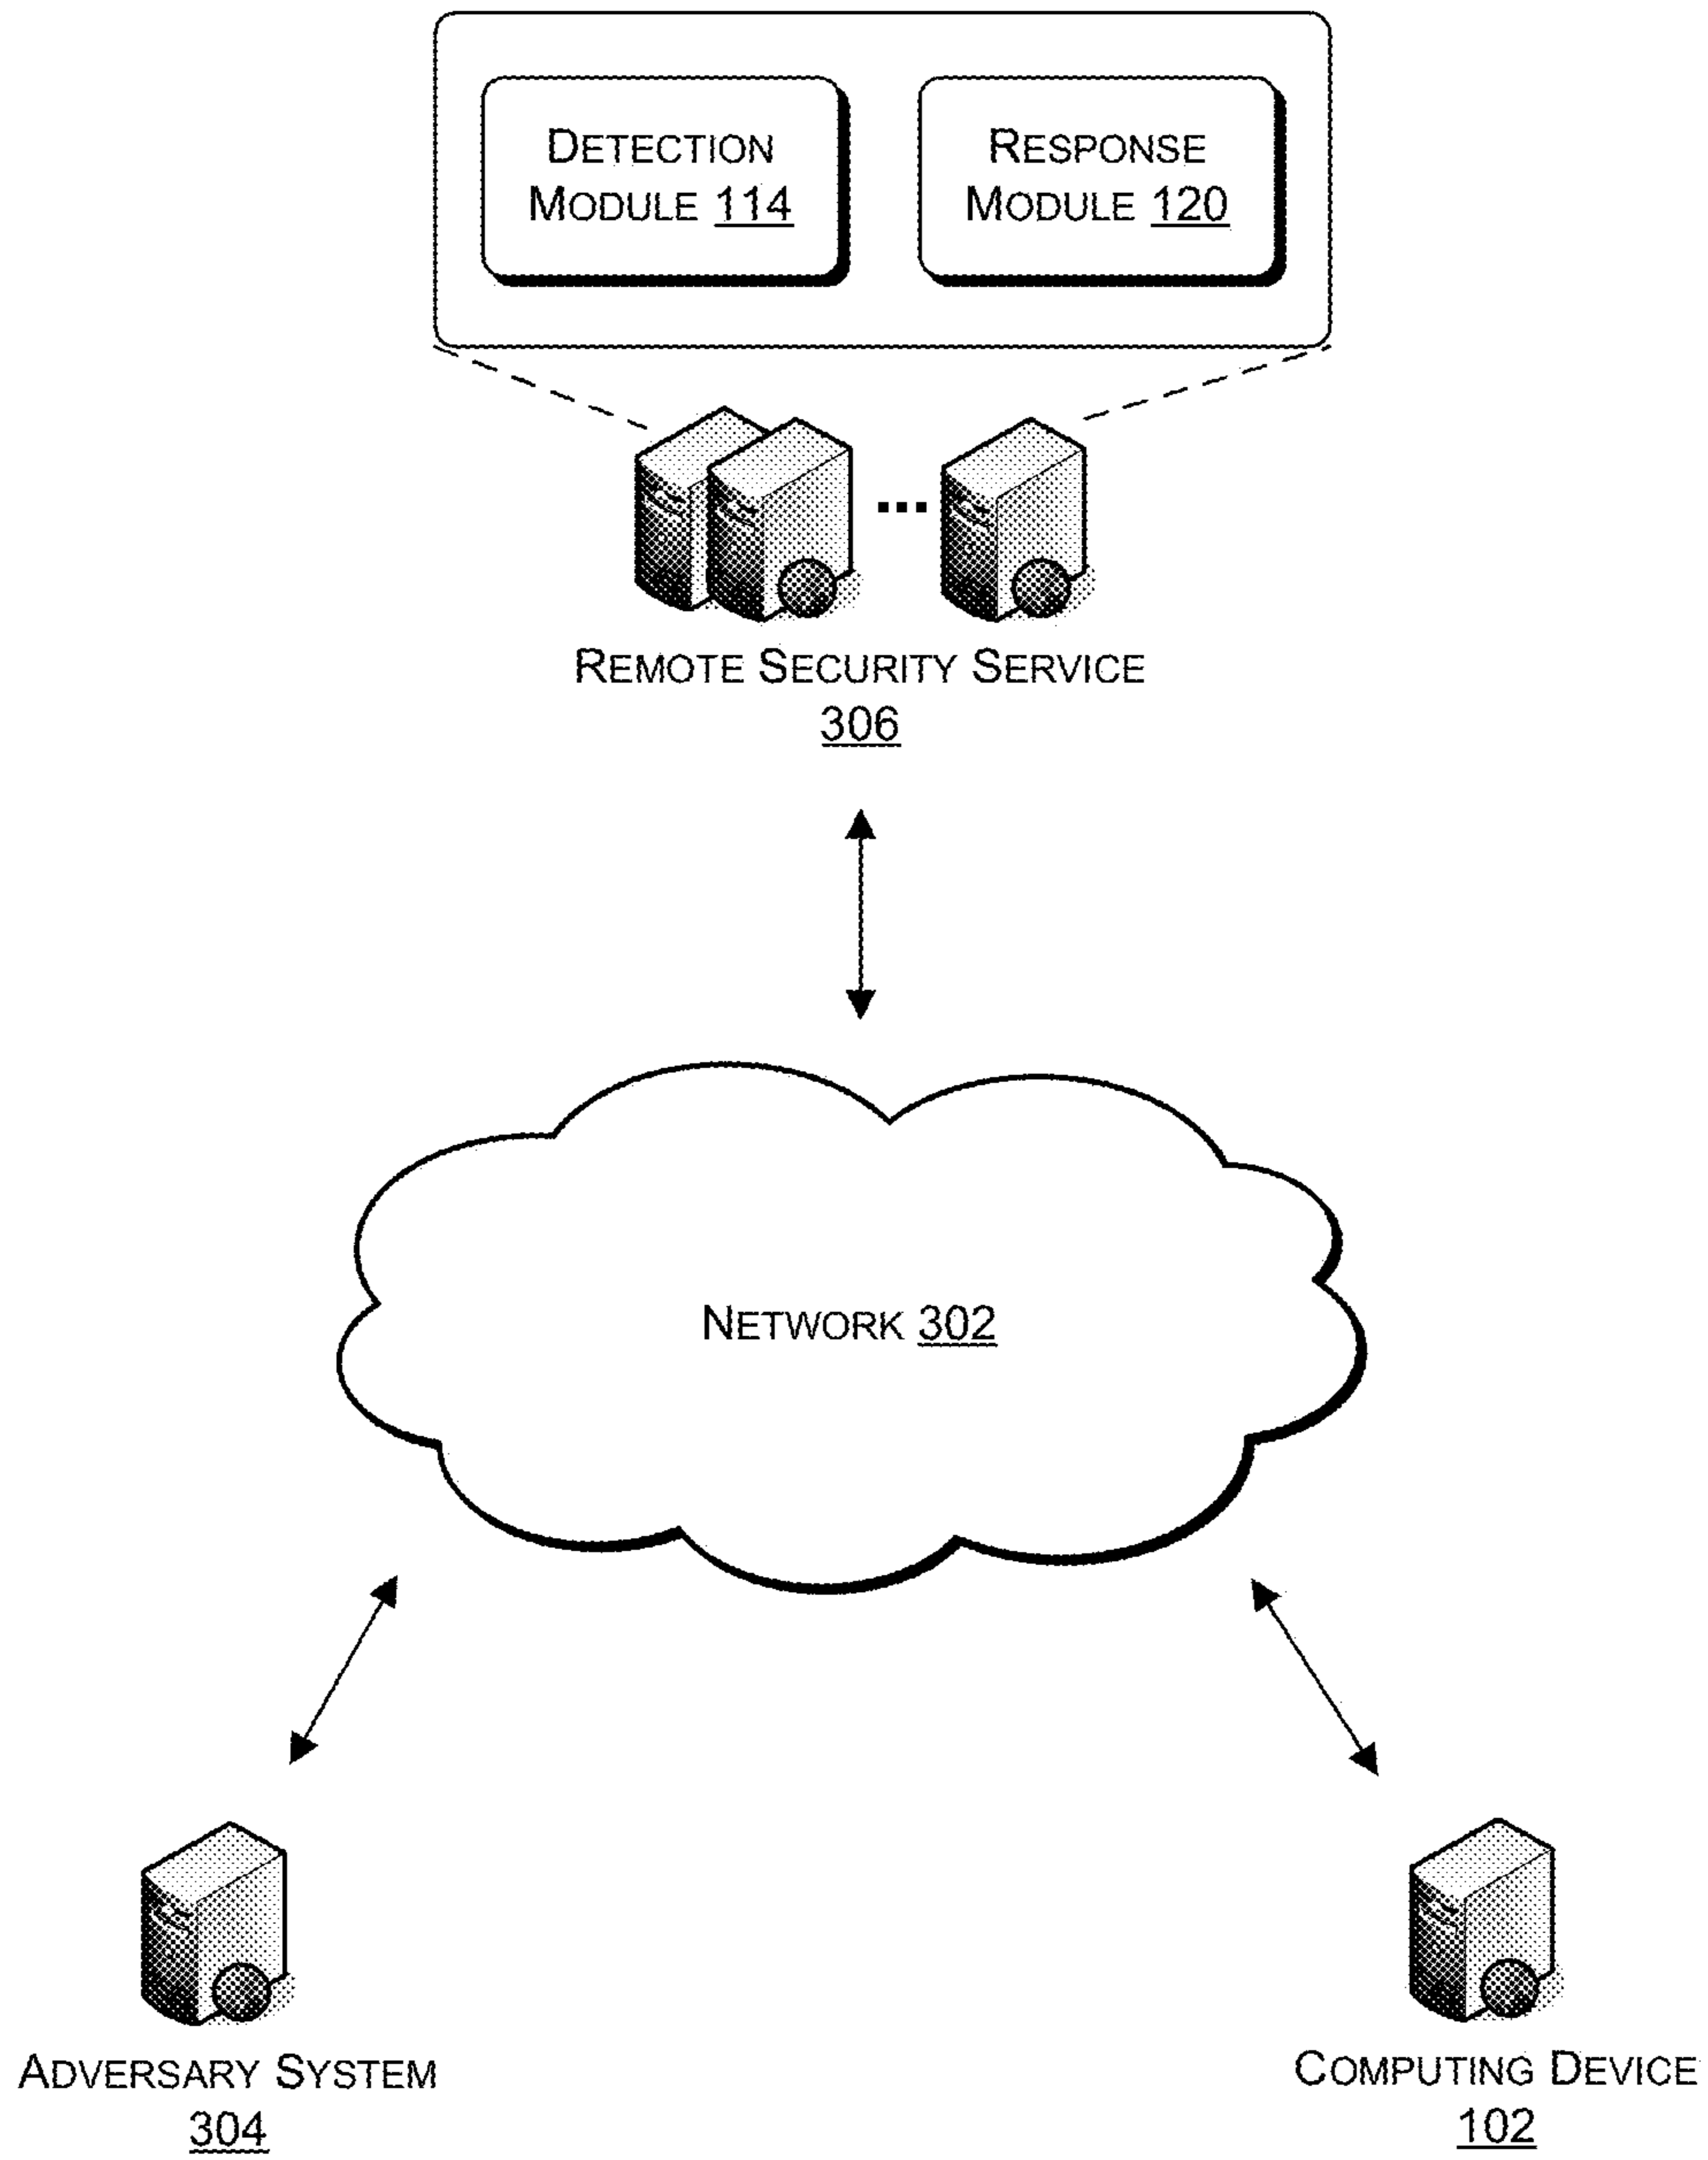 DETECTION
MODULE 114
RESPONSE
MODULE 120
REMOTE SECURITY SERVICE
306
NETWORK 302
ADVERSARY SYSTEM
304
COMPUTING DEVICE
102